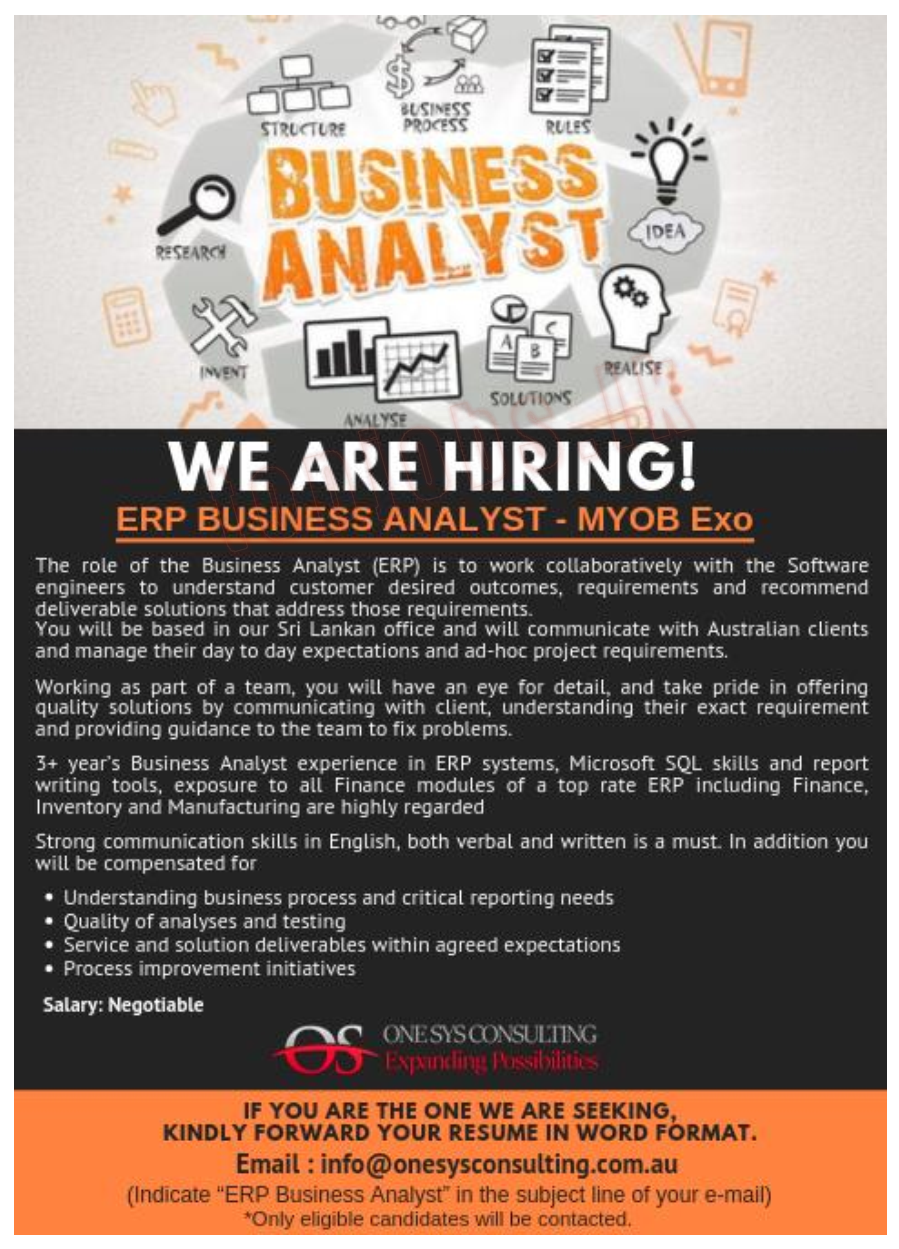 STRUCTURE
BUSINESS
PROCESS
RULES
BUSINESS
ANALYST
RESEARCH
IDEA
INVENT
ANALYSE
A
B
C
SOLUTIONS
REALISE
WE ARE HIRING!
ERP BUSINESS ANALYST - MYOB Exo
The role of the Business Analyst (ERP) is to work collaboratively with the Software
engineers to understand customer desired outcomes, requirements and recommend
deliverable solutions that address those requirements.
You will be based in our Sri Lankan office and will communicate with Australian clients
and manage their day to day expectations and ad-hoc project requirements.
Working as part of a team, you will have an eye for detail, and take pride in offering
quality solutions by communicating with client, understanding their exact requirement
and providing guidance to the team to fix problems.
3+ year's Business Analyst experience in ERP systems, Microsoft SQL skills and report
writing tools, exposure to all Finance modules of a top rate ERP including Finance,
Inventory and Manufacturing are highly regarded
Strong communication skills in English, both verbal and written is a must. In addition you
will be compensated for
• Understanding business process and critical reporting needs
• Quality of analyses and testing
• Service and solution deliverables within agreed expectations
• Process improvement initiatives
Salary: Negotiable
OS
ONE SYS CONSULTING
Expanding Possibilities
IF YOU ARE THE ONE WE ARE SEEKING,
KINDLY FORWARD YOUR RESUME IN WORD FORMAT.
Email : info@onesysconsulting.com.au
(Indicate “ERP Business Analyst” in the subject line of your e-mail)
*Only eligible candidates will be contacted.